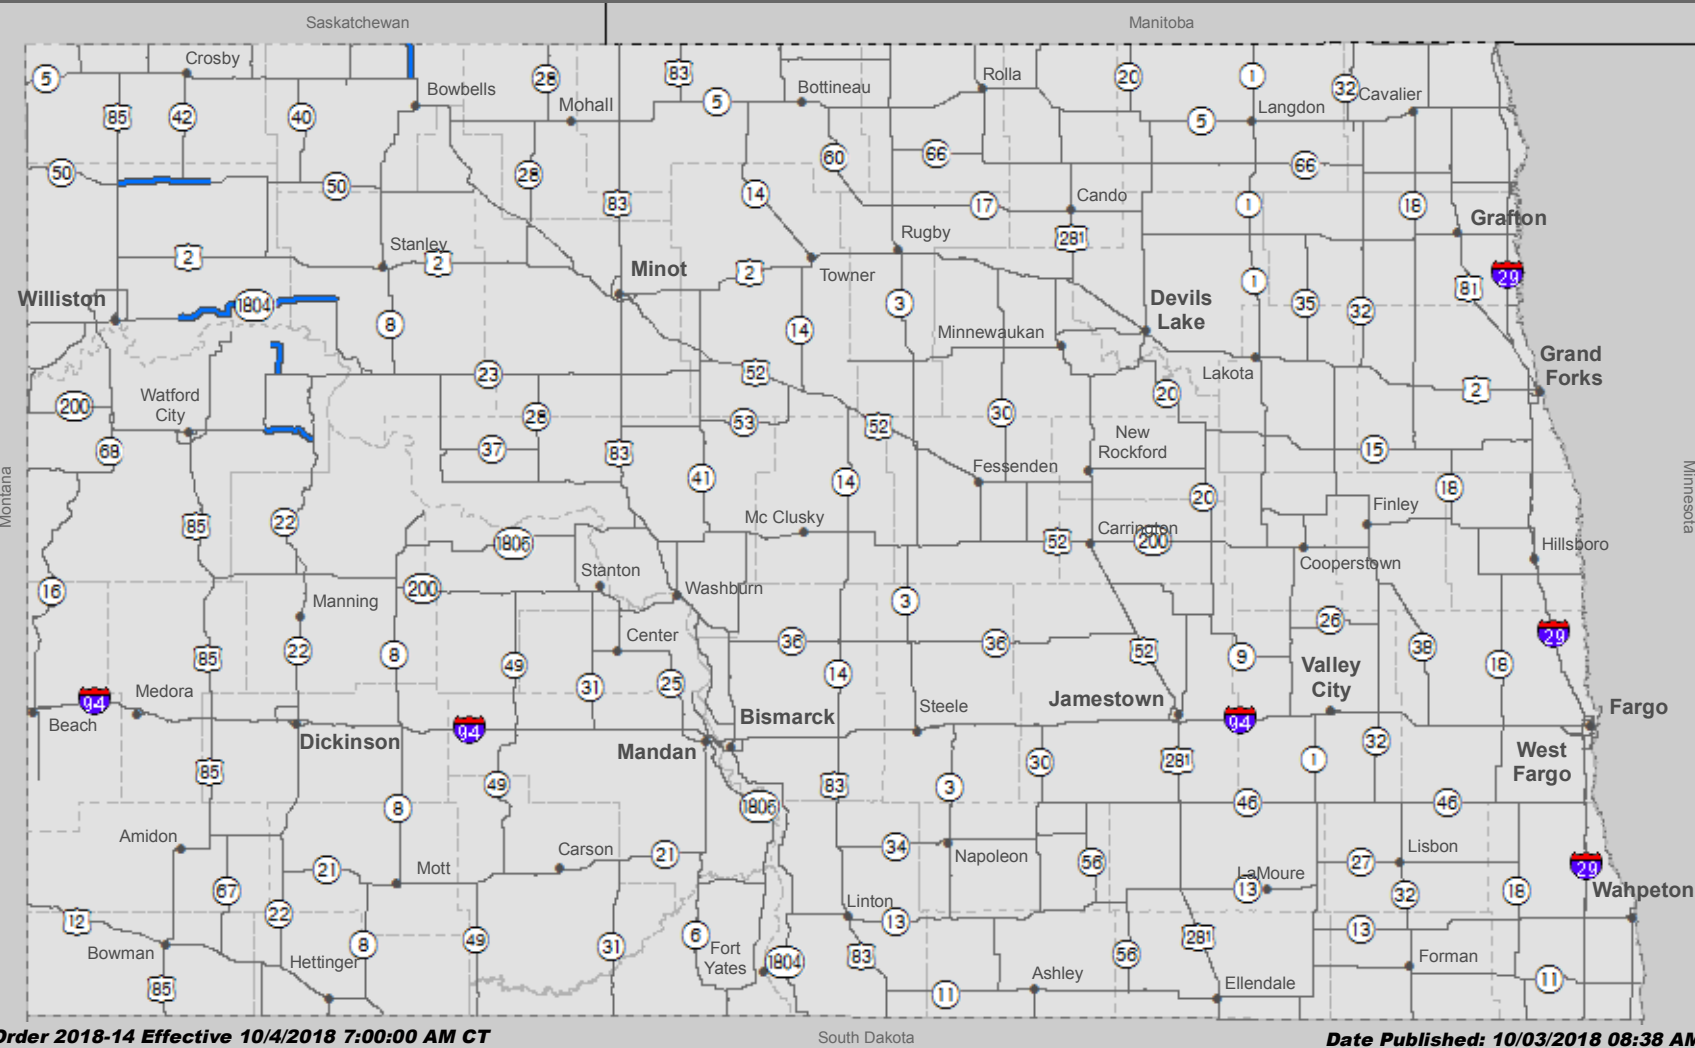 Saskatchewan
Manitoba
Crosby
5
85
42
40
Bowbells
28
Mohall
83
5
Bottineau
Rolla
20
1
32
Cavalier
Langdon
5
50
50
28
83
14
60
66
66
17
Cando
281
1
18
Grafton
2
Stanley
2
Minot
2
Towner
Rugby
29
81
Williston
1804
8
14
3
Minnewaukan
Devils
Lake
1
35
32
23
52
Lakota
Grand
Forks
2
200
Watford
City
68
28
37
83
53
52
30
20
New
Rockford
15
Montana
Minnesota
85
22
41
14
Fessenden
20
18
Finley
1806
Mc Clusky
52
Carrington
200
Cooperstown
Hillsboro
16
Manning
200
Stanton
Washburn
3
26
29
85
22
8
49
31
Center
25
36
14
36
52
9
Valley
City
38
18
94
Medora
Beach
Dickinson
94
Mandan
Bismarck
Steele
Jamestown
94
Fargo
West
Fargo
85
8
49
1806
83
3
30
281
1
32
46
46
Amidon
67
21
Mott
Carson
21
34
Napoleon
56
LaMoure
13
27
Lisbon
32
18
29
Wahpeton
12
22
Bowman
85
Hettinger
8
49
31
6
Fort
Yates
1804
Linton
13
83
11
Ashley
56
281
Ellendale
13
Forman
11
Order 2018-14 Effective 10/4/2018 7:00:00 AM CT
South Dakota
Date Published: 10/03/2018 08:38 AM